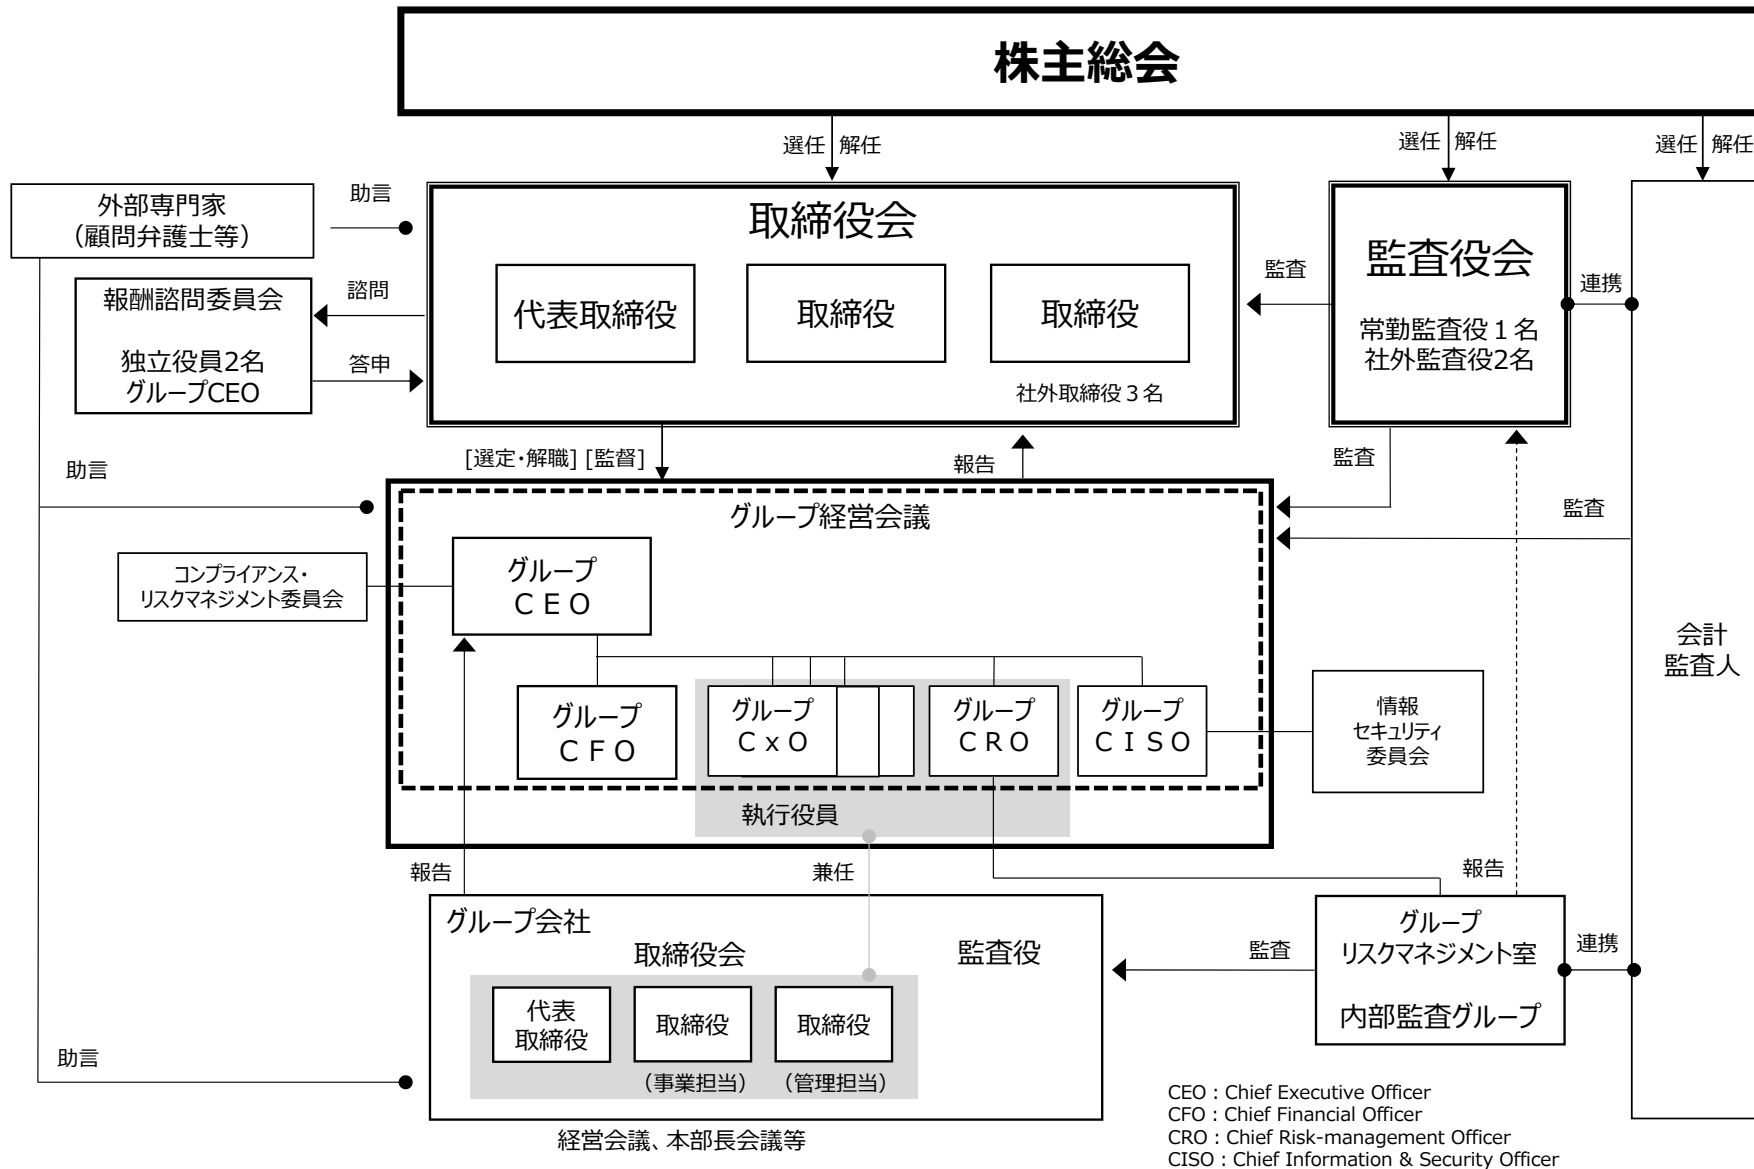 株主総会
選任 解任
選任 解任
選任 解任
外部専門家
（顧問弁護士等）
助言
取締役会
代表取締役
取締役
取締役
社外取締役３名
監査
監査役会
常勤監査役１名
社外監査役2名
連携
報酬諮問委員会
独立役員2名
グループCEO
諮問
答申
[選定・解職] [監督]
報告
監査
監査
助言
グループ経営会議
グループ
ＣＥＯ
コンプライアンス・
リスクマネジメント委員会
グループ
ＣＦＯ
グループ
ＣｘＯ
グループ
ＣＲＯ
グループ
ＣＩＳＯ
執行役員
情報
セキュリティ
委員会
会計
監査人
報告
兼任
報告
グループ会社
取締役会
監査役
代表
取締役
取締役
取締役
（事業担当）
（管理担当）
監査
グループ
リスクマネジメント室
内部監査グループ
連携
助言
経営会議、本部長会議等
CEO : Chief Executive Officer
CFO : Chief Financial Officer
CRO : Chief Risk-management Officer
CISO : Chief Information & Security Officer